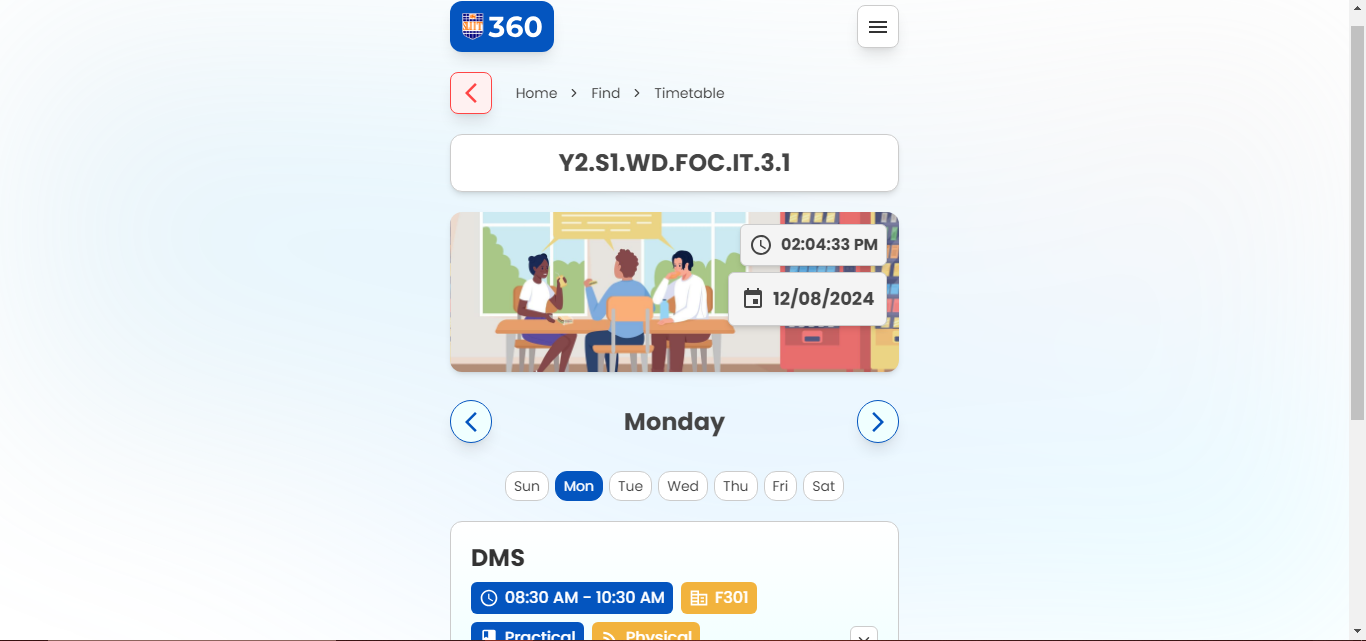 360
Home > Find > Timetable
Y2.S1.WD.FOC.IT.3.1
02:04:33 PM
12/08/2024
Monday
Sun Mon Tue Wed Thu Fri Sat
DMS
08:30 AM - 10:30 AM F301
Practical Physical